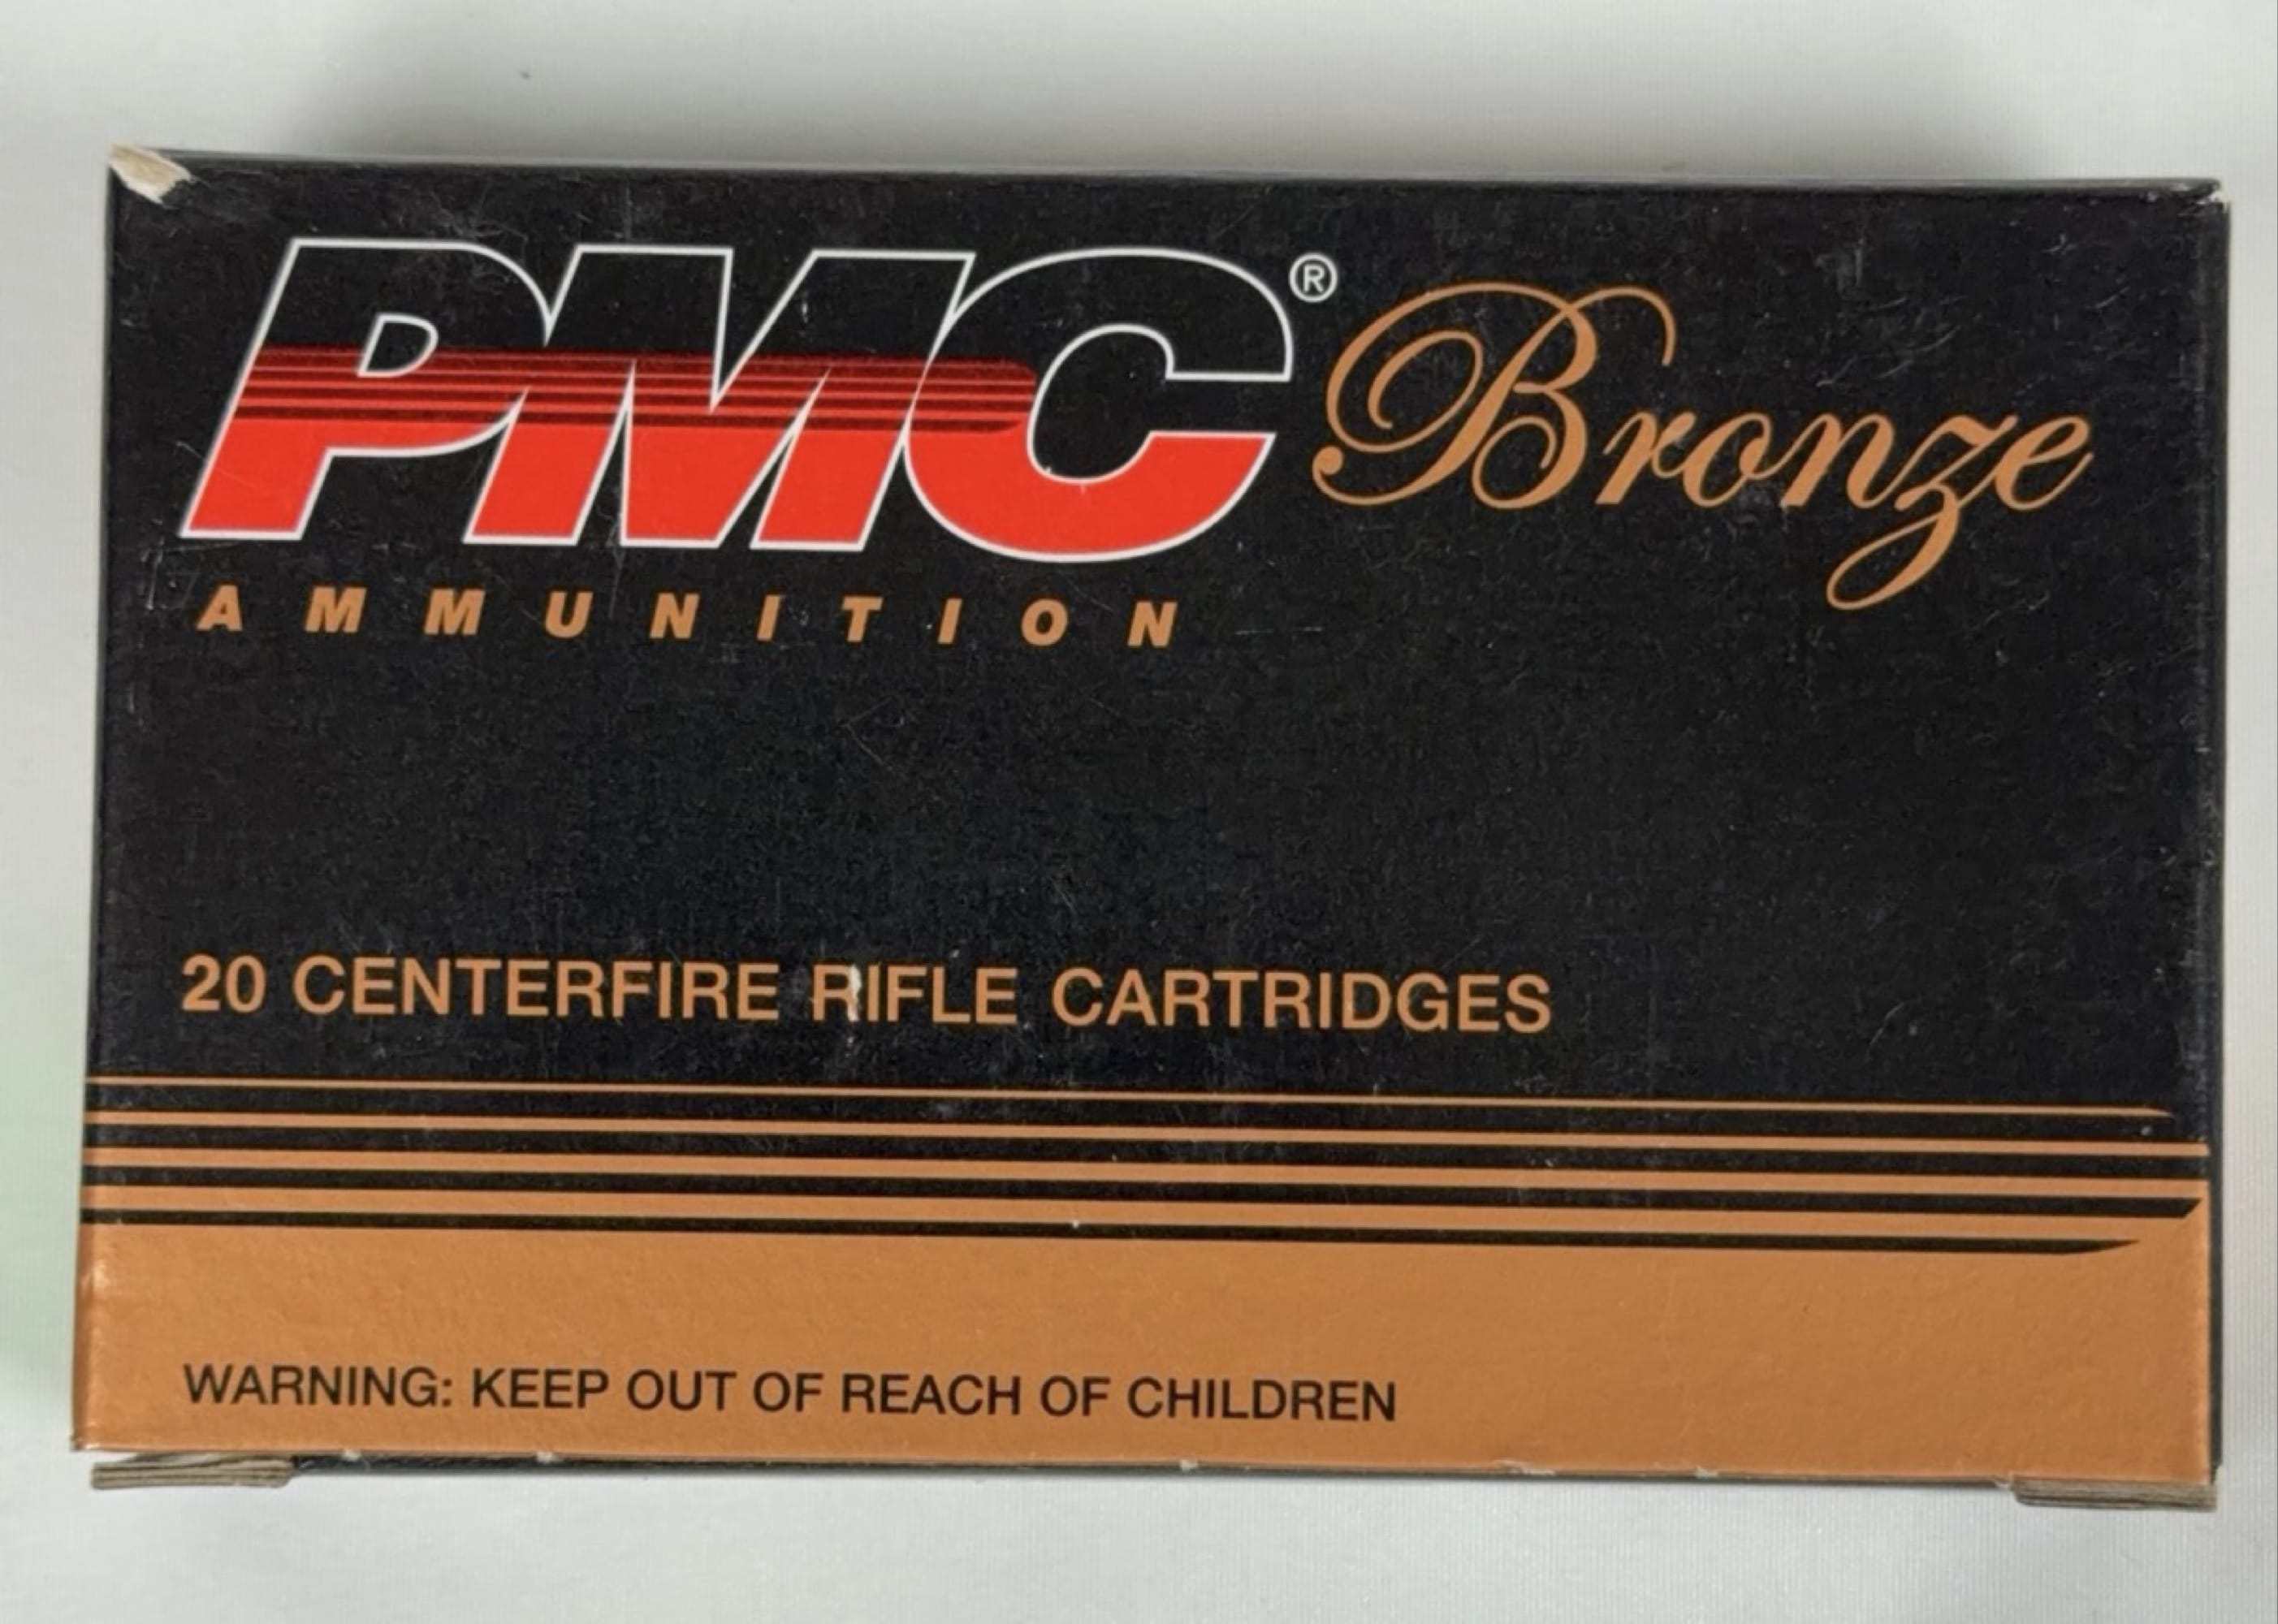 PMC® Bronze
AMMUNITION
20 CENTERFIRE RIFLE CARTRIDGES
WARNING: KEEP OUT OF REACH OF CHILDREN